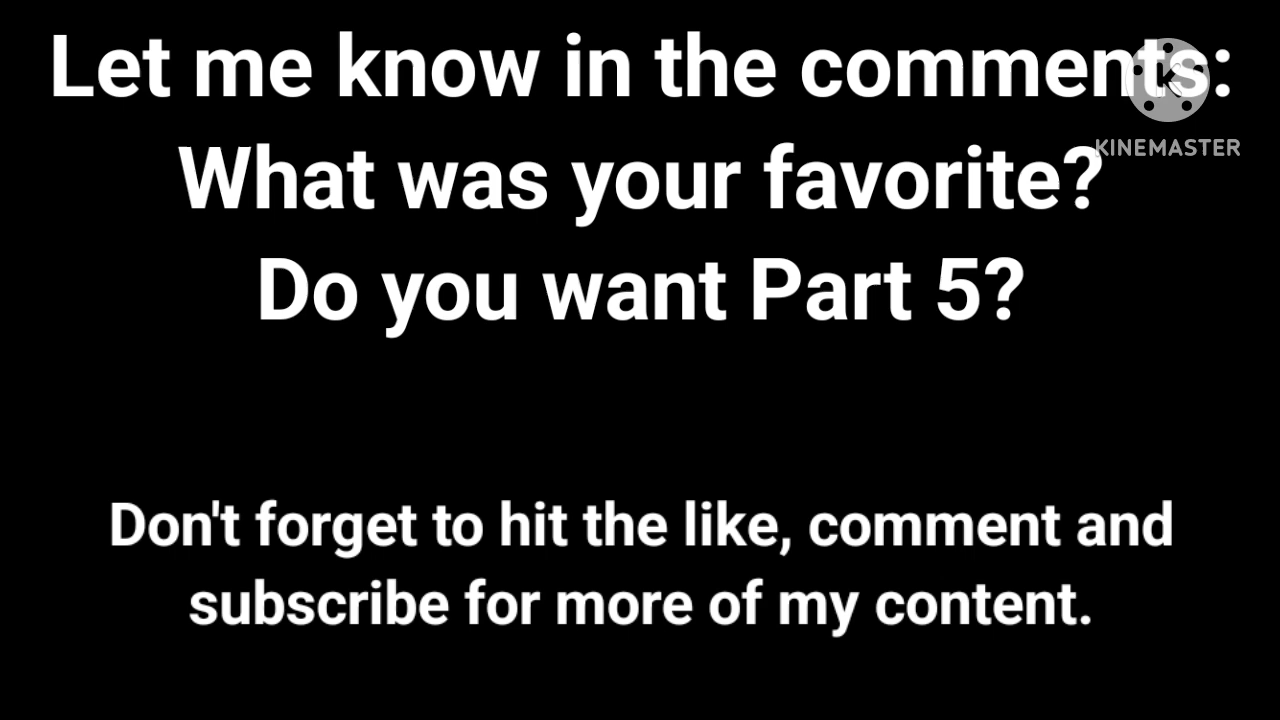 Let me know in the comments:
KINEMASTER
What was your favorite?
Do you want Part 5?
Don't forget to hit the like, comment and
subscribe for more of my content.